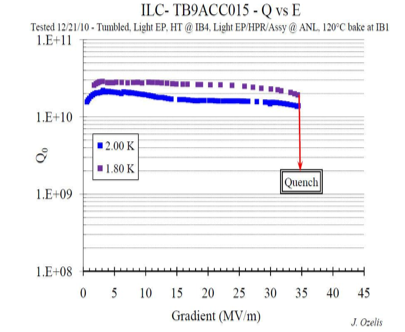 ILC- TB9ACC015 - Q vs E
Tested 12/21/10 - Tumbled, Light EP, HT @ IB4, Light EP/HPR/Assy @ ANL, 120°C bake at IB1
1.E+11
1.E+10
Q₀
2.00 K
1.80 K
Quench
1.E+09
1.E+08
0 5 10 15 20 25 30 35 40 45
Gradient (MV/m)
J. Ozelis